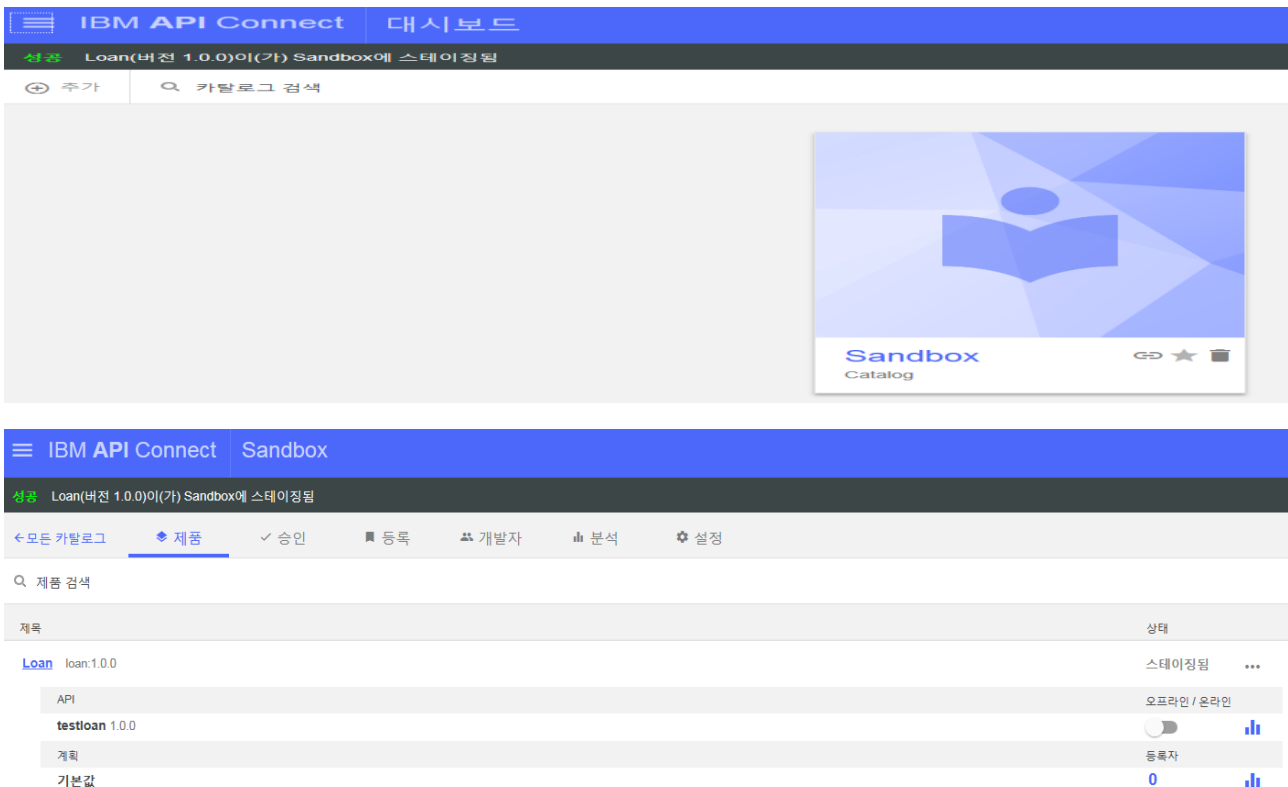 IBM API Connect 대시보드
성공 Loan(버전 1.0.0)이(가) Sandbox에 스테이징됨
추가 카탈로그 검색
Sandbox
Catalog
IBM API Connect Sandbox
성공 Loan(버전 1.0.0)이(가) Sandbox에 스테이징됨
모든 카탈로그 제품 승인 등록 개발자 분석 설정
제품 검색
제목 상태
Loan loan:1.0.0 스테이징됨 ...
API 오프라인 / 온라인
testloan 1.0.0
계획 등록자
기본값 0